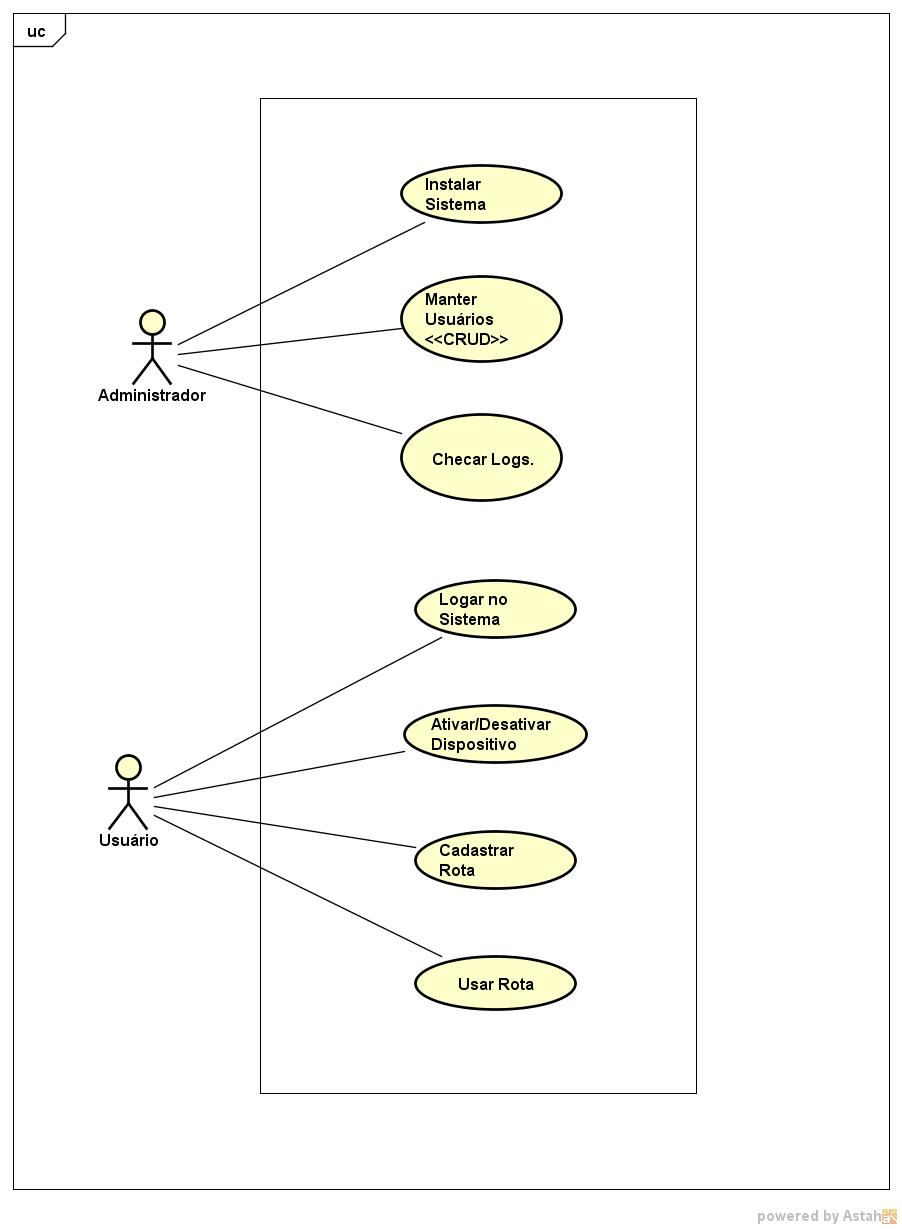 uc
Instalar
Sistema
Manter
Usuários
<<CRUD>>
Administrador
Checar Logs.
Logar no
Sistema
Ativar/Desativar
Dispositivo
Usuário
Cadastrar
Rota
Usar Rota
powered by Astah